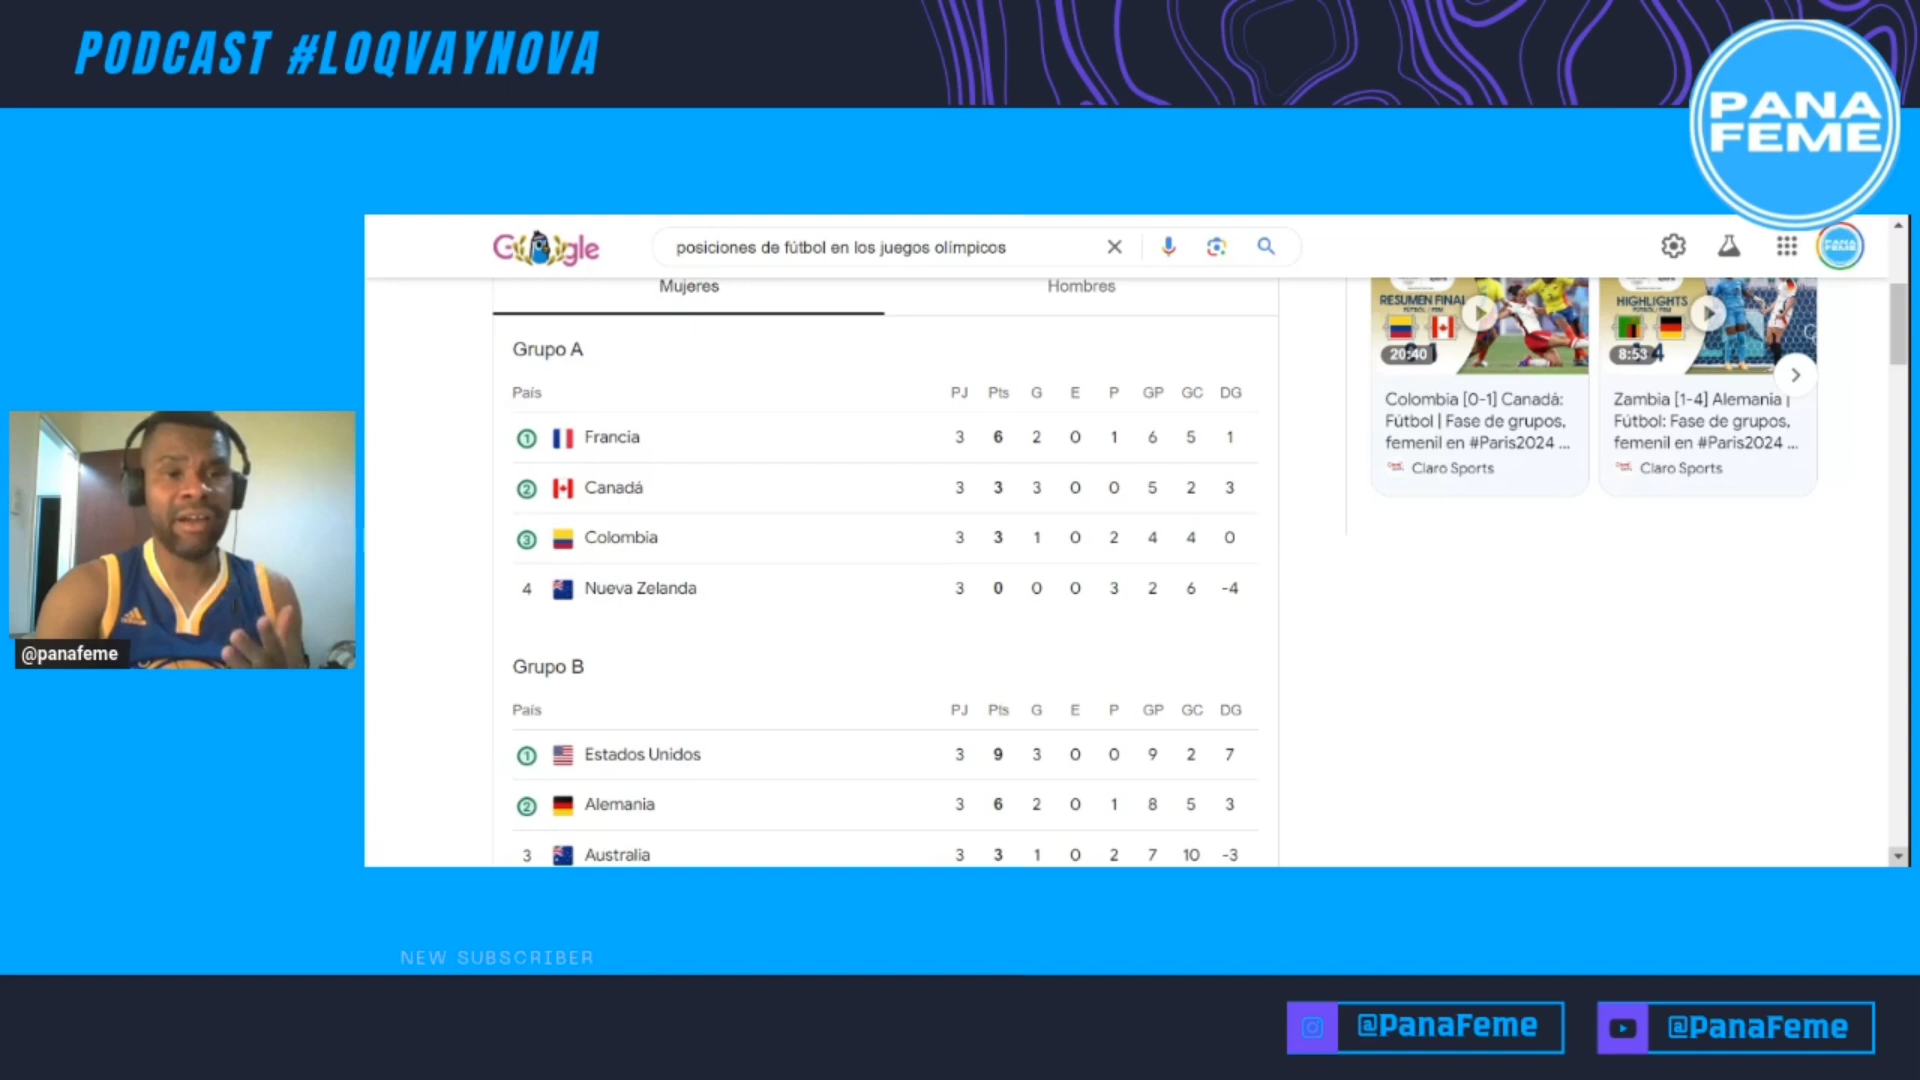 PODCAST #LOQVAYNOVA
PANA
FEME
Google
posiciones de fútbol en los juegos olímpicos
Mujeres
Hombres
Grupo A
País PJ Pts G E P GP GC DG
1 Francia 3 6 2 0 1 6 5 1
2 Canadá 3 3 3 0 0 5 2 3
3 Colombia 3 3 1 0 2 4 4 0
4 Nueva Zelanda 3 0 0 0 3 2 6 -4
Grupo B
País PJ Pts G E P GP GC DG
1 Estados Unidos 3 9 3 0 0 9 2 7
2 Alemania 3 6 2 0 1 8 5 3
3 Australia 3 3 1 0 2 7 10 -3
RESUMEN FINAL
20:40
Colombia [0-1] Canadá:
Fútbol | Fase de grupos,
femenil en #Paris2024 ...
Claro Sports
HIGHLIGHTS
8:53
Zambia [1-4] Alemania |
Fútbol: Fase de grupos,
femenil en #Paris2024 ...
Claro Sports
@panafeme
NEW SUBSCRIBER
@PanaFeme
@PanaFeme